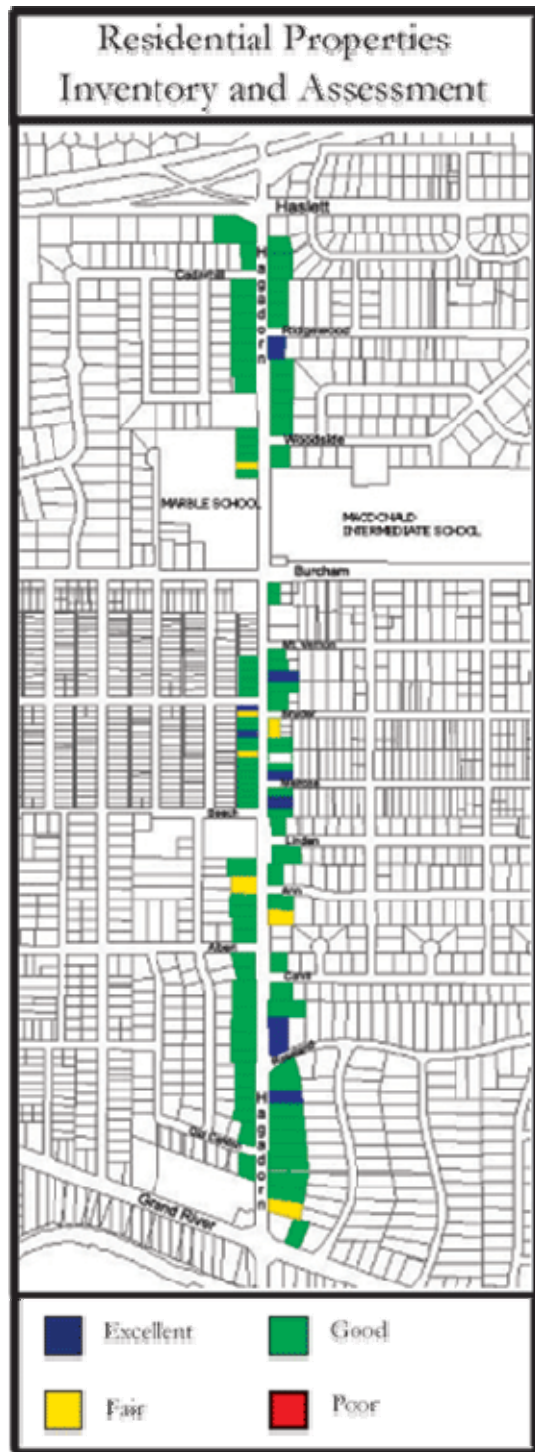 Residential Properties
Inventory and Assessment
Haslett
Hagadorn
Ridgewood
Woodside
MARBLE SCHOOL
MACDONALD
INTERMEDIATE SCHOOL
Burcham
Mt. Vernon
Snyder
Melrose
Beech
Linden
Ann
Albert
Cahill
Hagadorn
Grand River
Excellent
Good
Fair
Poor